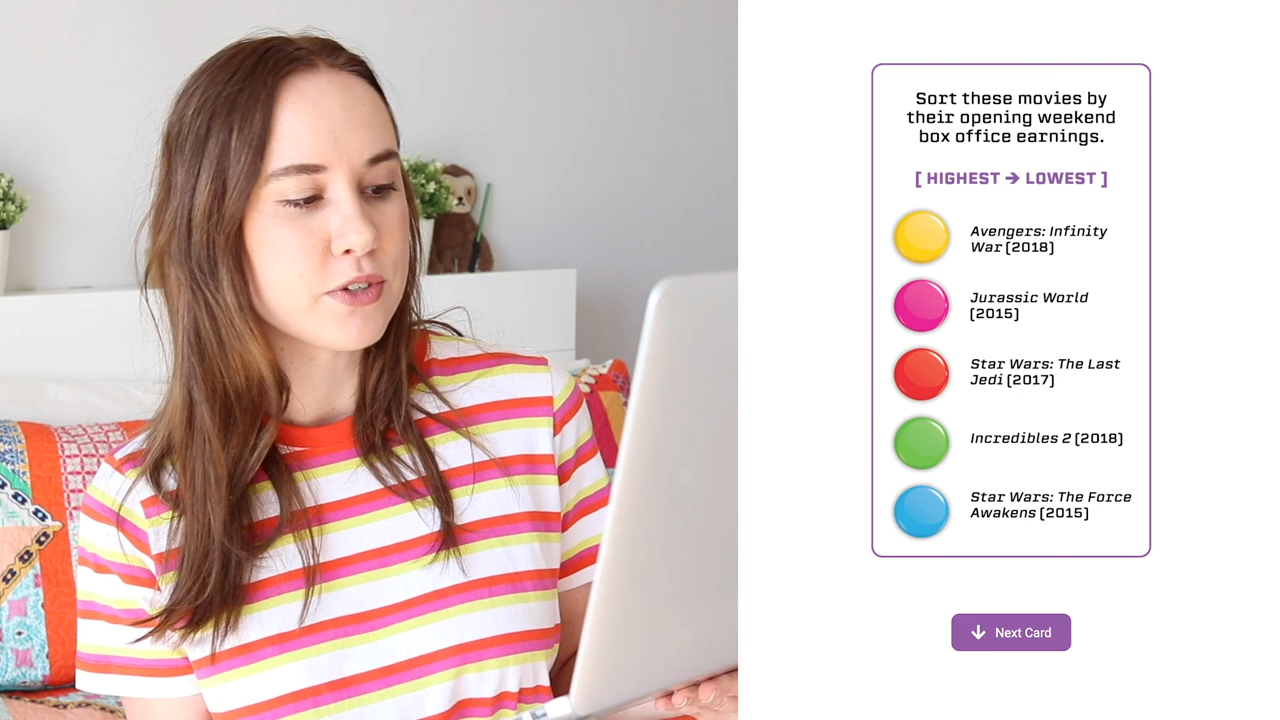 Sort these movies by
their opening weekend
box office earnings.
[ HIGHEST → LOWEST ]
Avengers: Infinity
War [2018]
Jurassic World
[2015]
Star Wars: The Last
Jedi [2017]
Incredibles 2 [2018]
Star Wars: The Force
Awakens [2015]
Next Card